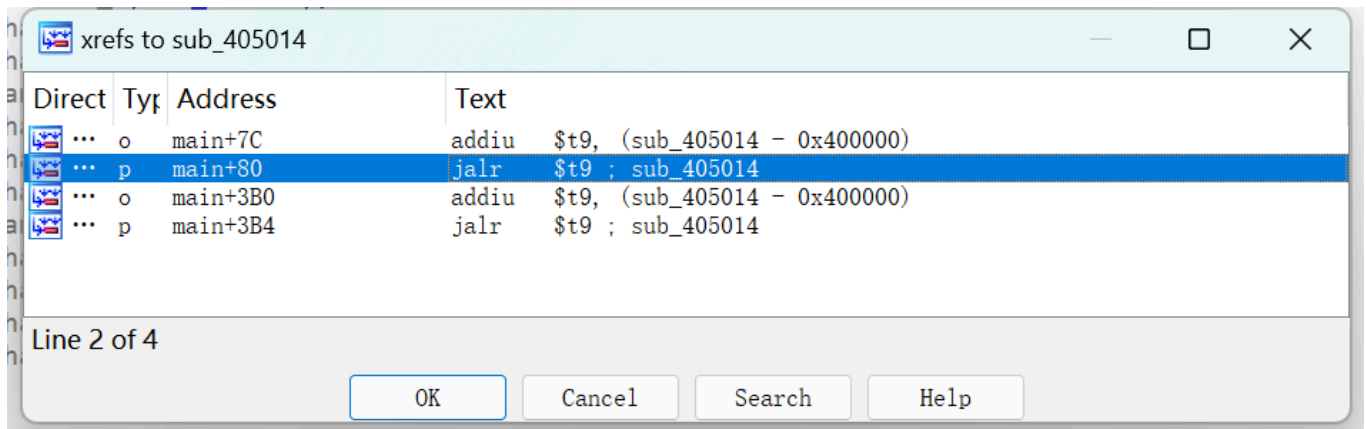 xrefs to sub_405014
Direct Typ Address Text
... o main+7C addiu $t9, (sub_405014 - 0x400000)
... p main+80 jalr $t9 ; sub_405014
... o main+3B0 addiu $t9, (sub_405014 - 0x400000)
... p main+3B4 jalr $t9 ; sub_405014
Line 2 of 4
OK Cancel Search Help